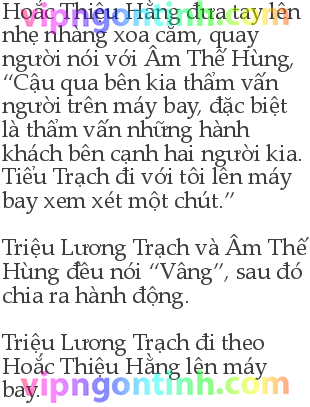 Hoắc Thiệu Hằng đưa tay lên
nhẹ nhàng xoa cằm, quay
người nói với Âm Thế Hùng,
“Cậu qua bên kia thẩm vấn
người trên máy bay, đặc biệt
là thẩm vấn những hành
khách bên cạnh hai người kia.
Tiểu Trạch đi với tôi lên máy
bay xem xét một chút.”
Triệu Lương Trạch và Âm Thế
Hùng đều nói “Vâng”, sau đó
chia ra hành động.
Triệu Lương Trạch đi theo
Hoắc Thiệu Hằng lên máy
bay.
vipngontinh.com
vipngontinh.com